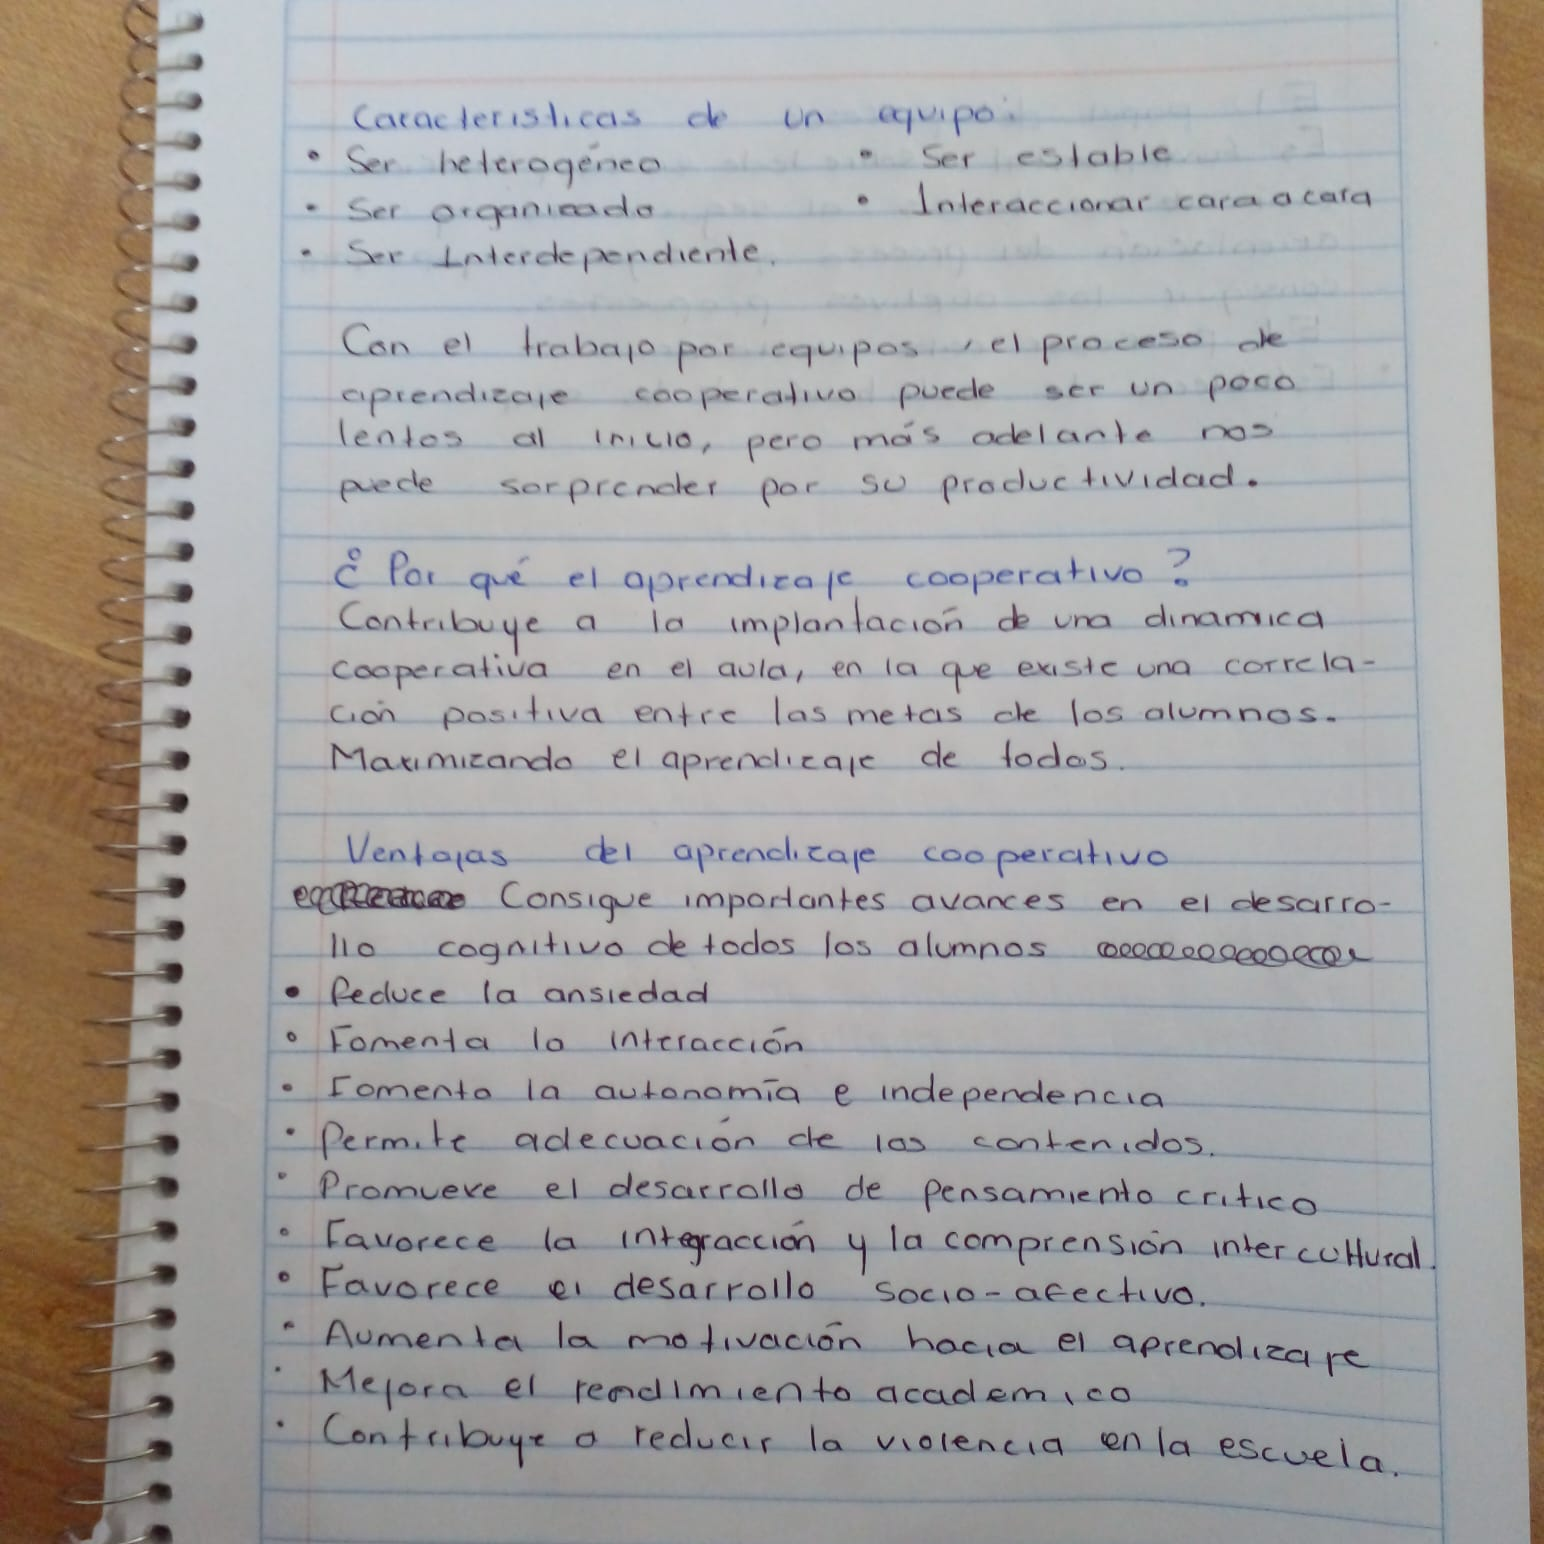 Caracteristicas de un equipo:
• Ser heterogéneo • Ser estable
• Ser organizado • Interaccionar cara a cara
• Ser Interdependiente.
Con el trabajo por equipos, el proceso de
aprendizaje cooperativo puede ser un poco
lentos al inicio, pero más adelante nos
puede sorprender por su productividad.
¿Por qué el aprendizaje cooperativo?
Contribuye a la implantación de una dinamica
cooperativa en el aula, en la que existe una correla-
ción positiva entre las metas de los alumnos.
Maximizando el aprendizaje de todos.
Ventajas del aprendizaje cooperativo
Consigue importantes avances en el desarro-
llo cognitivo de todos los alumnos
• Reduce la ansiedad
• Fomenta la interacción
• Fomenta la autonomía e independencia
• Permite adecuación de los contenidos.
• Promueve el desarrollo de pensamiento critico
• Favorece la integracción y la comprensión intercultural.
• Favorece el desarrollo socio-afectivo.
• Aumenta la motivación hacia el aprendizaje
• Mejora el rendimiento academico
• Contribuye a reducir la violencia en la escuela.